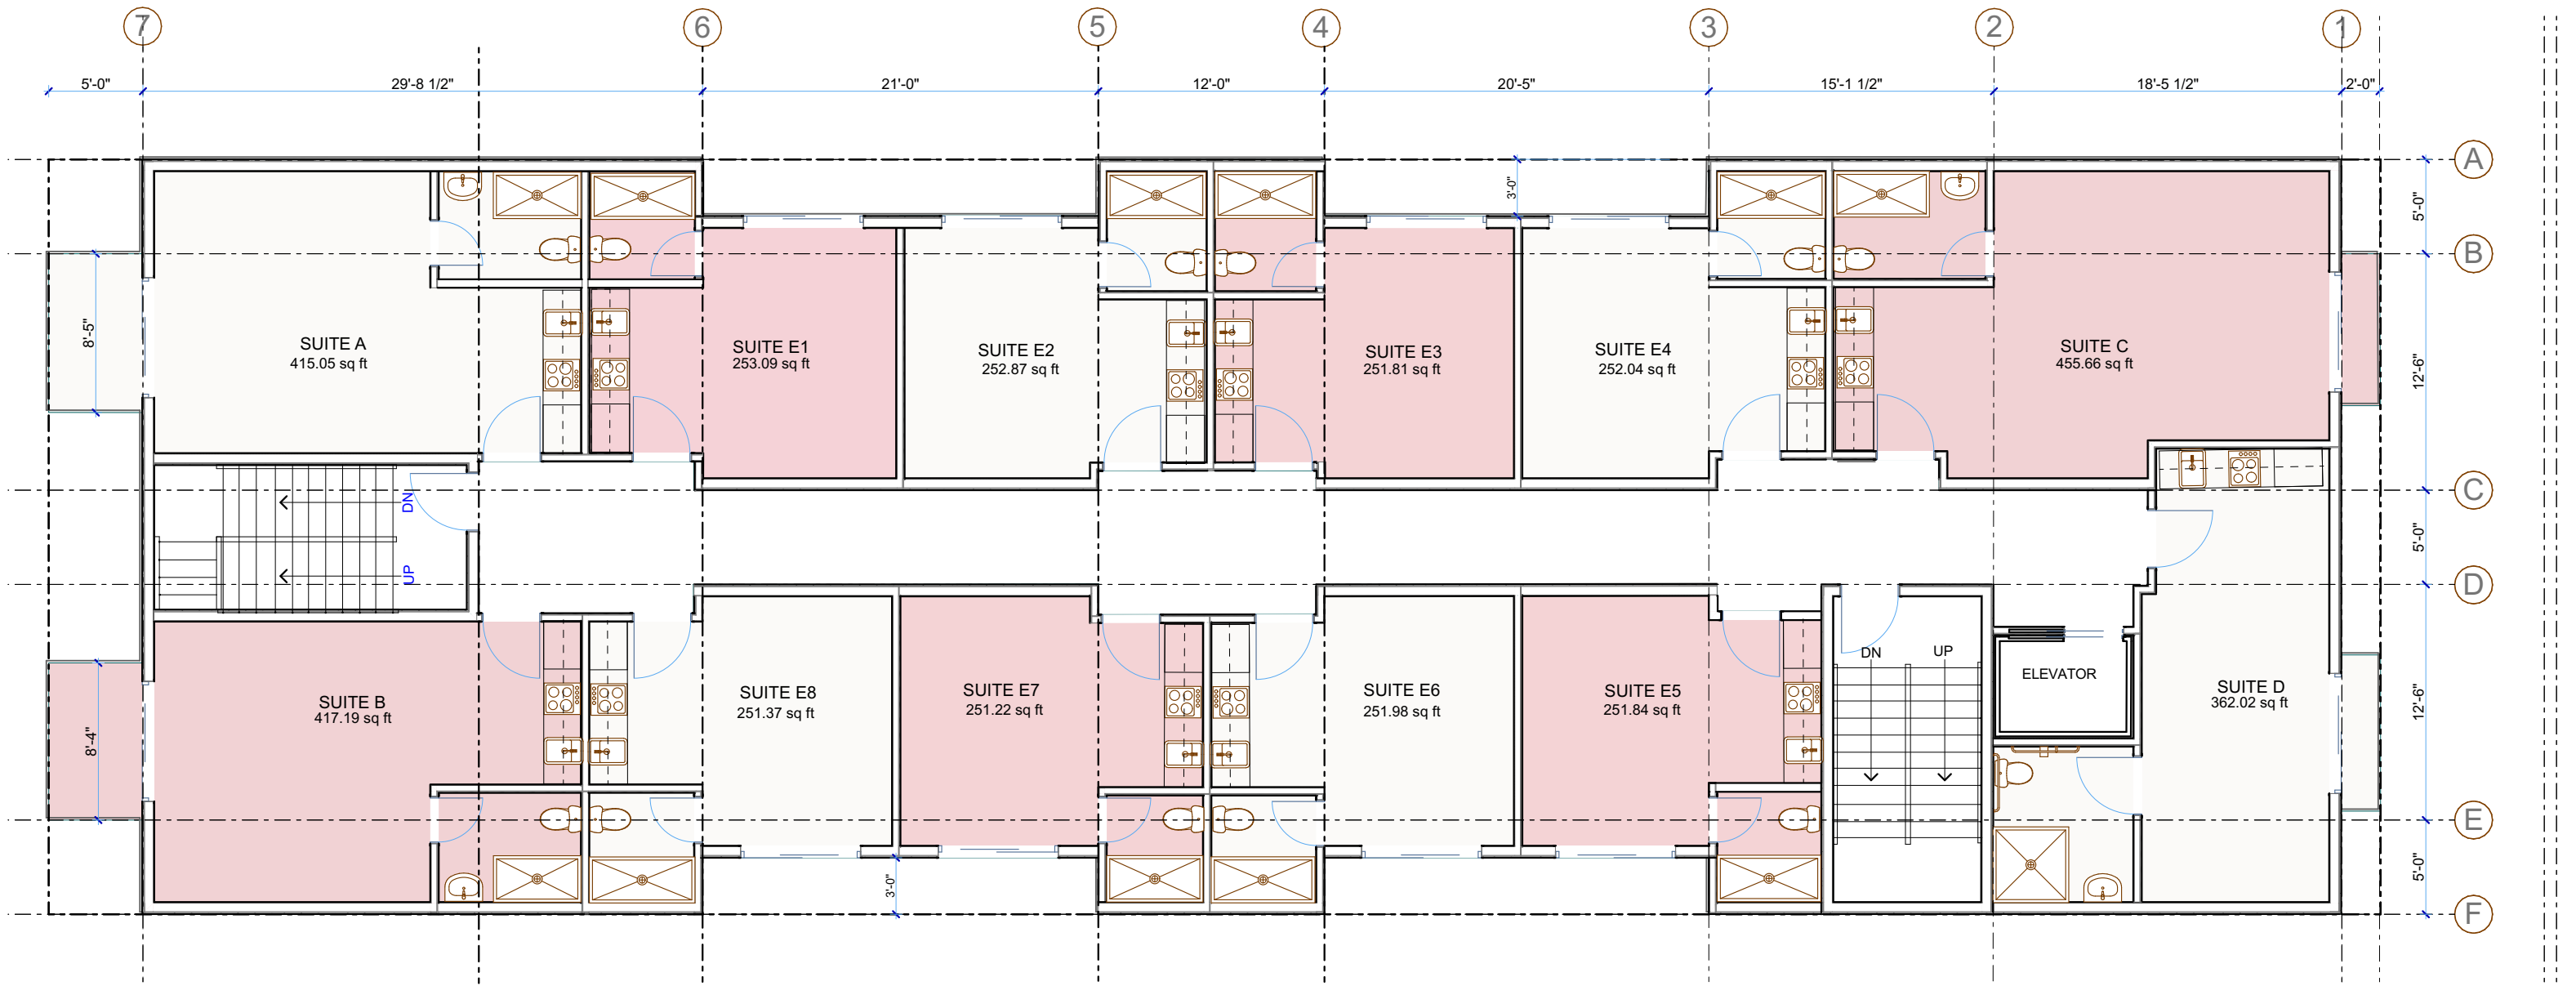 7 6 5 4 3 2 1
5'-0" 29'-8 1/2" 21'-0" 12'-0" 20'-5" 15'-1 1/2" 18'-5 1/2" 2'-0"
A
3'-0"
5'-0"
B
8'-5"
SUITE A
415.05 sq ft
SUITE E1
253.09 sq ft
SUITE E2
252.87 sq ft
SUITE E3
251.81 sq ft
SUITE E4
252.04 sq ft
SUITE C
455.66 sq ft
12'-6"
C
DN
UP
5'-0"
D
SUITE B
417.19 sq ft
8'-4"
SUITE E8
251.37 sq ft
SUITE E7
251.22 sq ft
SUITE E6
251.98 sq ft
SUITE E5
251.84 sq ft
DN
UP
ELEVATOR
SUITE D
362.02 sq ft
12'-6"
E
3'-0"
5'-0"
F